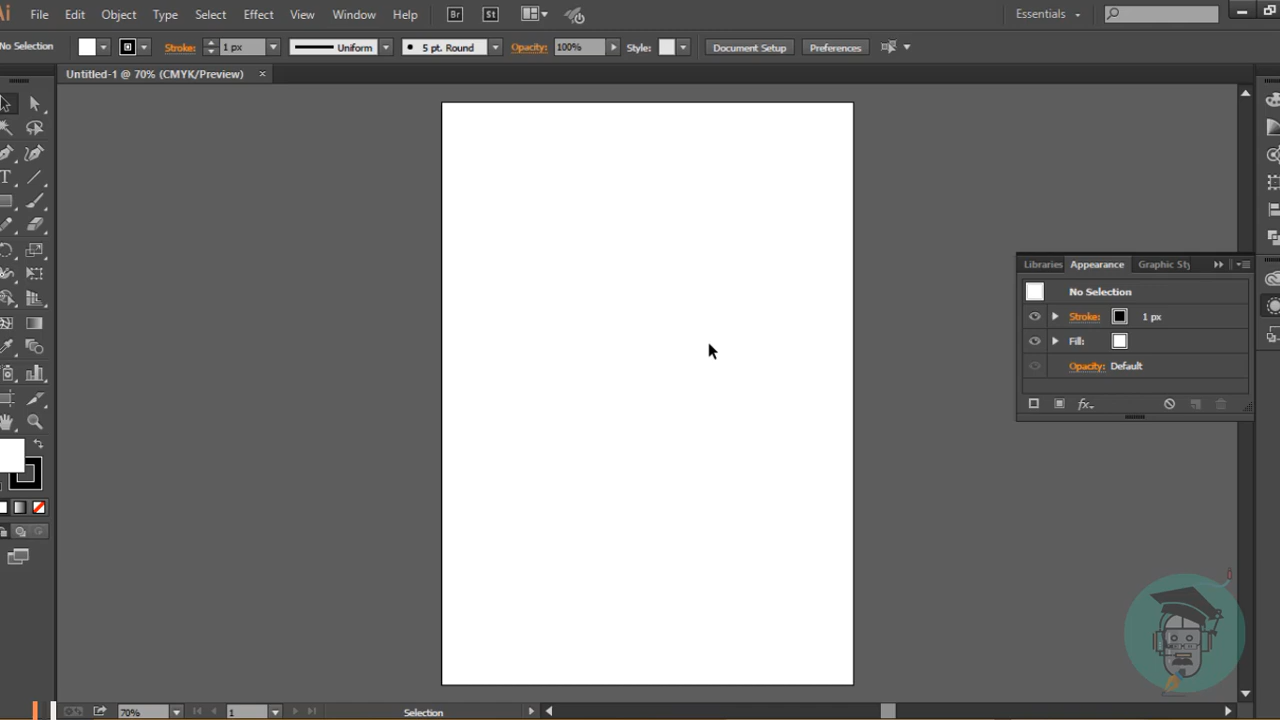 Ai File Edit Object Type Select Effect View Window Help Br St Essentials
No Selection Stroke: 1 px Uniform 5 pt. Round Opacity: 100% Style: Document Setup Preferences
Untitled-1 @ 70% (CMYK/Preview)
T
Libraries Appearance Graphic Sty
No Selection
Stroke: 1 px
Fill:
Opacity: Default
fx
70% 1 Selection